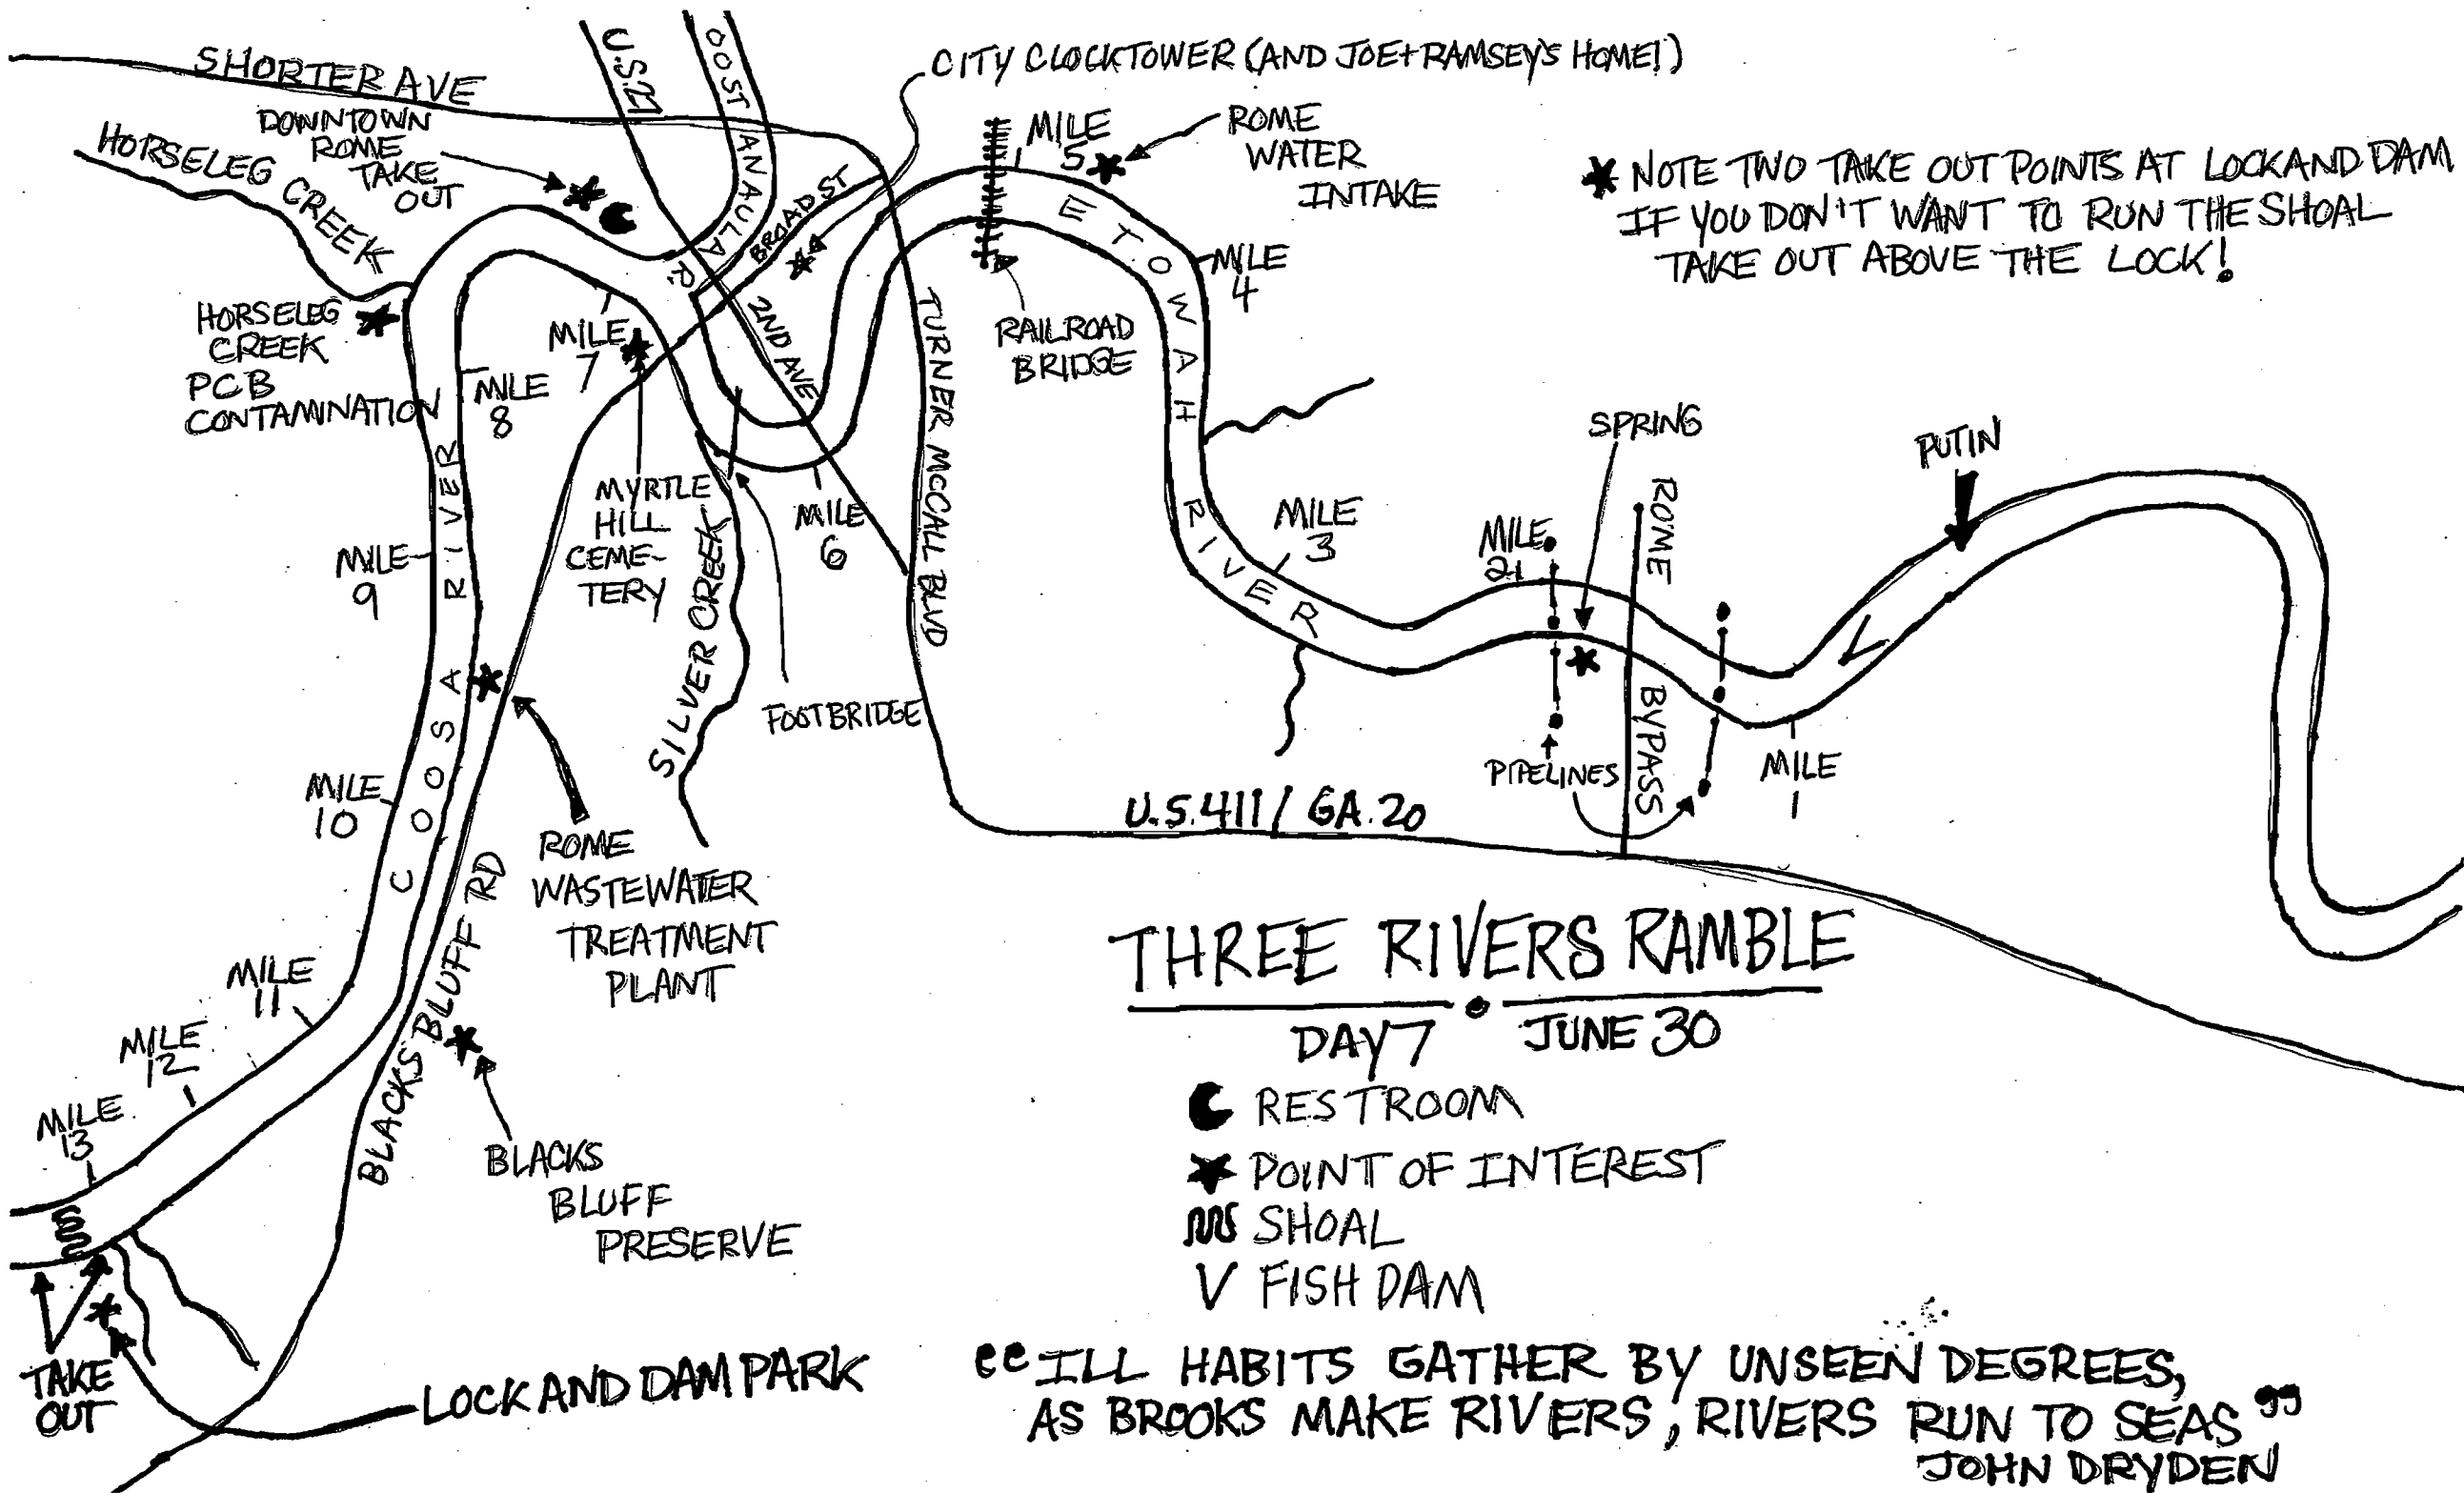 SHORTER AVE
U.S. 27
OOSTANAULA R
CITY CLOCKTOWER (AND JOE+RAMSEY'S HOME!)
DOWNTOWN
ROME
TAKE
OUT
HORSELEG CREEK
BROAD ST
MILE
5
ROME
WATER
INTAKE
* NOTE TWO TAKE OUT POINTS AT LOCK AND DAM
IF YOU DON'T WANT TO RUN THE SHOAL
TAKE OUT ABOVE THE LOCK!
HORSELEG
CREEK
PCB
CONTAMINATION
MILE
7
MILE
8
2ND AVE
TURNER MCCALL BLVD
RAILROAD
BRIDGE
ETOWAH RIVER
MILE
4
SPRING
PUTIN
MYRTLE
HILL
CEME-
TERY
MILE
6
MILE
3
MILE
2
ROME BYPASS
MILE
9
COOSA RIVER
SILVER CREEK
FOOTBRIDGE
PIPELINES
MILE
1
MILE
10
U.S. 411 / GA. 20
ROME
WASTEWATER
TREATMENT
PLANT
BLACKS BLUFF RD
MILE
11
MILE
12
MILE
13
THREE RIVERS RAMBLE
DAY 7 • JUNE 30
RESTROOM
POINT OF INTEREST
SHOAL
V FISH DAM
BLACKS
BLUFF
PRESERVE
TAKE
OUT
LOCK AND DAM PARK
“ILL HABITS GATHER BY UNSEEN DEGREES,
AS BROOKS MAKE RIVERS, RIVERS RUN TO SEAS”
JOHN DRYDEN